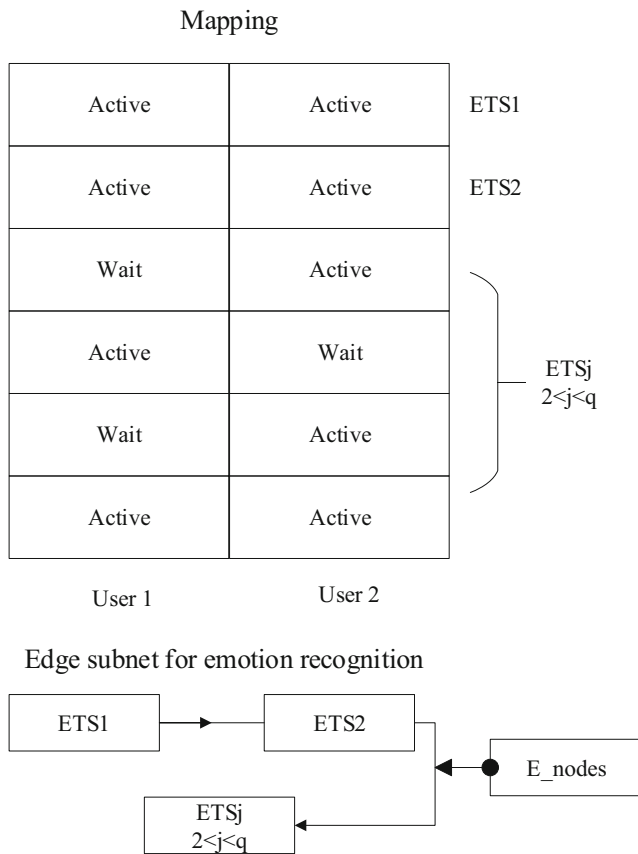 Mapping
Active Active ETS1
Active Active ETS2
Wait Active
Active Wait
ETSj
2<j<q
Wait Active
Active Active
User 1 User 2
Edge subnet for emotion recognition
ETS1 ETS2
E_nodes
ETSj
2<j<q